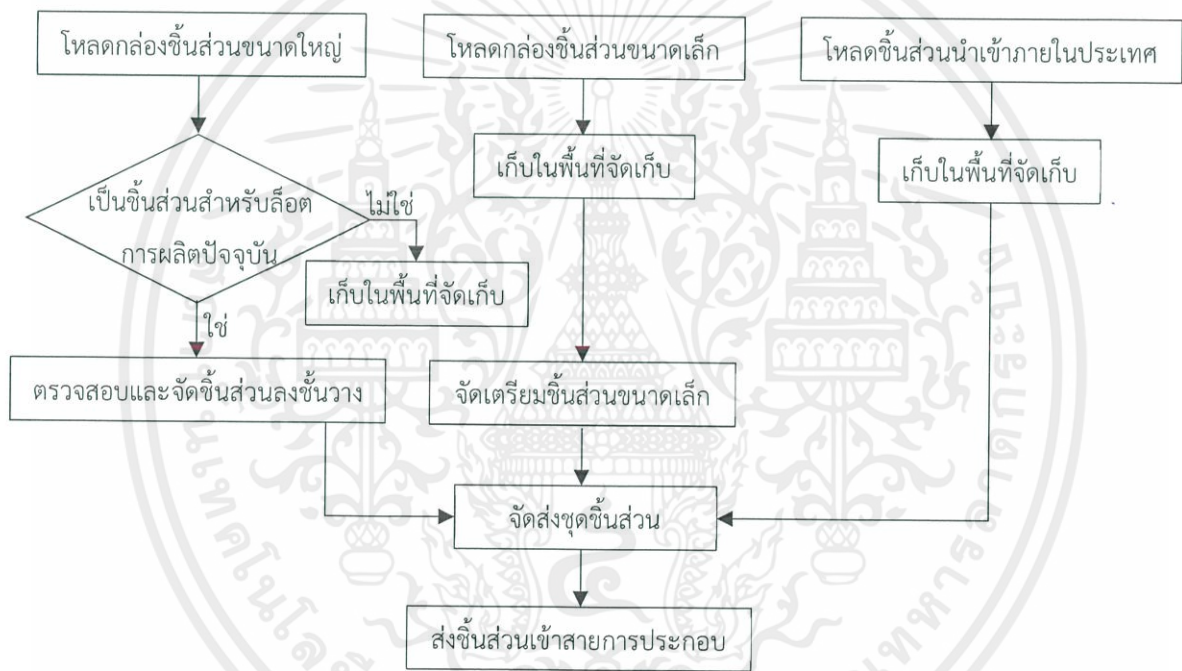 โหลดกล่องชิ้นส่วนขนาดใหญ่
โหลดกล่องชิ้นส่วนขนาดเล็ก
โหลดชิ้นส่วนนำเข้าภายในประเทศ
เก็บในพื้นที่จัดเก็บ
เก็บในพื้นที่จัดเก็บ
เป็นชิ้นส่วนสำหรับล็อต
การผลิตปัจจุบัน
ไม่ใช่
เก็บในพื้นที่จัดเก็บ
ใช่
ตรวจสอบและจัดชิ้นส่วนลงชั้นวาง
จัดเตรียมชิ้นส่วนขนาดเล็ก
จัดส่งชุดชิ้นส่วน
ส่งชิ้นส่วนเข้าสายการประกอบ